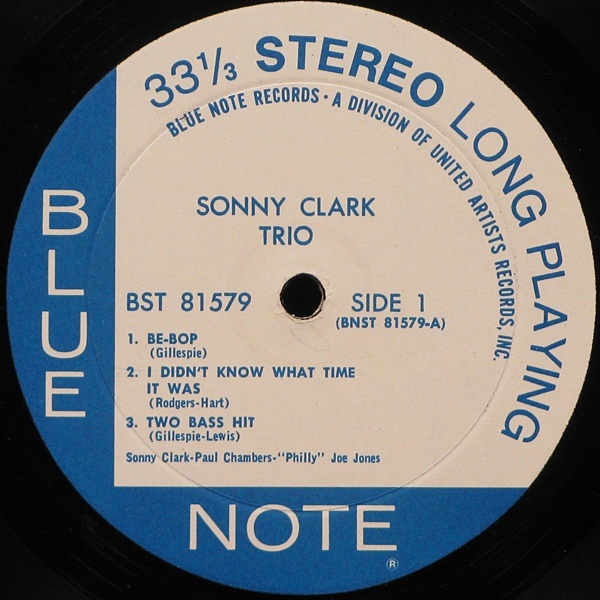 33⅓ STEREO LONG PLAYING
BLUE NOTE RECORDS · A DIVISION OF UNITED ARTISTS RECORDS, INC.
SONNY CLARK
TRIO
BST 81579
SIDE 1
(BNST 81579-A)
1. BE-BOP
(Gillespie)
2. I DIDN'T KNOW WHAT TIME
IT WAS
(Rodgers-Hart)
3. TWO BASS HIT
(Gillespie-Lewis)
Sonny Clark-Paul Chambers-"Philly" Joe Jones
BLUE
NOTE
®